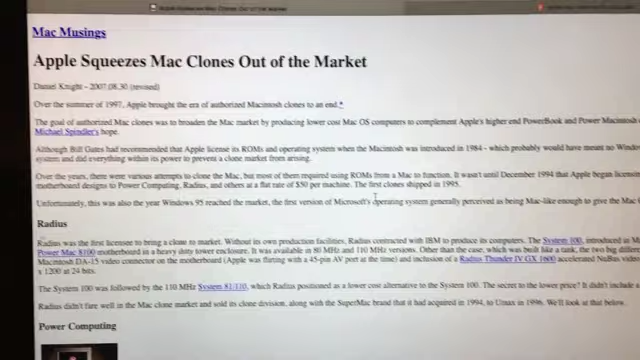 Mac Musings
Apple Squeezes Mac Clones Out of the Market
Daniel Knight - 2007.08.30 (revised)
Over the summer of 1997, Apple brought the era of authorized Macintosh clones to an end.*
The goal of authorized Mac clones was to broaden the Mac market by producing lower cost Mac OS computers to complement Apple's higher end PowerBook and Power Macintosh
Michael Spindler's hope.
Although Bill Gates had recommended that Apple license its ROMs and operating system when the Macintosh was introduced in 1984 - which probably would have meant no
system and did everything within its power to prevent a clone market from arising.
Over the years, there were various attempts to clone the Mac, but most of them required using ROMs from a Mac to function. It wasn't until December 1994 that Apple began
motherboard designs to Power Computing, Radius, and others at a flat rate of $50 per machine. The first clones shipped in 1995.
Unfortunately, this was also the year Windows 95 reached the market, the first version of Microsoft's operating system generally perceived as being Mac-like enough to give the Mac
Radius
Radius was the first licensee to bring a clone to market. Without its own production facilities, Radius contracted with IBM to produce its computers. The System 100, introduced in
Power Mac 8100 motherboard in a heavy duty tower enclosure. It was available in 80 MHz and 110 MHz versions. Other than the case, which was built like a tank, the two big
Macintosh DA-15 video connector on the motherboard (Apple was flirting with a 45-pin AV port at the time) and inclusion of a Radius Thunder IV GX 1600 accelerated NuBus video
x 1200 at 24 bits.
The System 100 was followed by the 110 MHz System 81/110, which Radius positioned as a lower cost alternative to the System 100. The secret to the lower price? It didn't include a
Radius didn't fare well in the Mac clone market and sold its clone division, along with the SuperMac brand that it had acquired in 1994, to Umax in 1996. We'll look at that below.
Power Computing